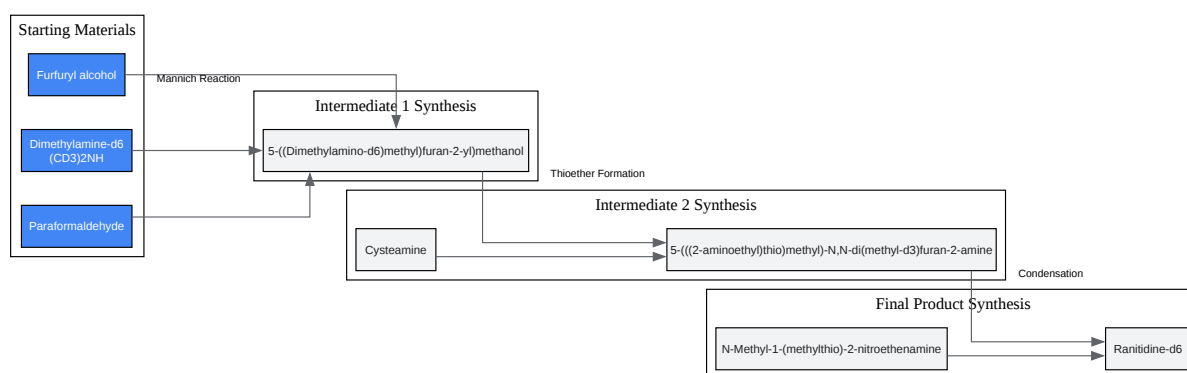 Starting Materials
Furfuryl alcohol
Mannich Reaction
Intermediate 1 Synthesis
Dimethylamine-d6
(CD3)2NH
5-((Dimethylamino-d6)methyl)furan-2-yl)methanol
Thioether Formation
Paraformaldehyde
Intermediate 2 Synthesis
Cysteamine
5-(((2-aminoethyl)thio)methyl)-N,N-di(methyl-d3)furan-2-amine
Condensation
Final Product Synthesis
N-Methyl-1-(methylthio)-2-nitroethenamine
Ranitidine-d6